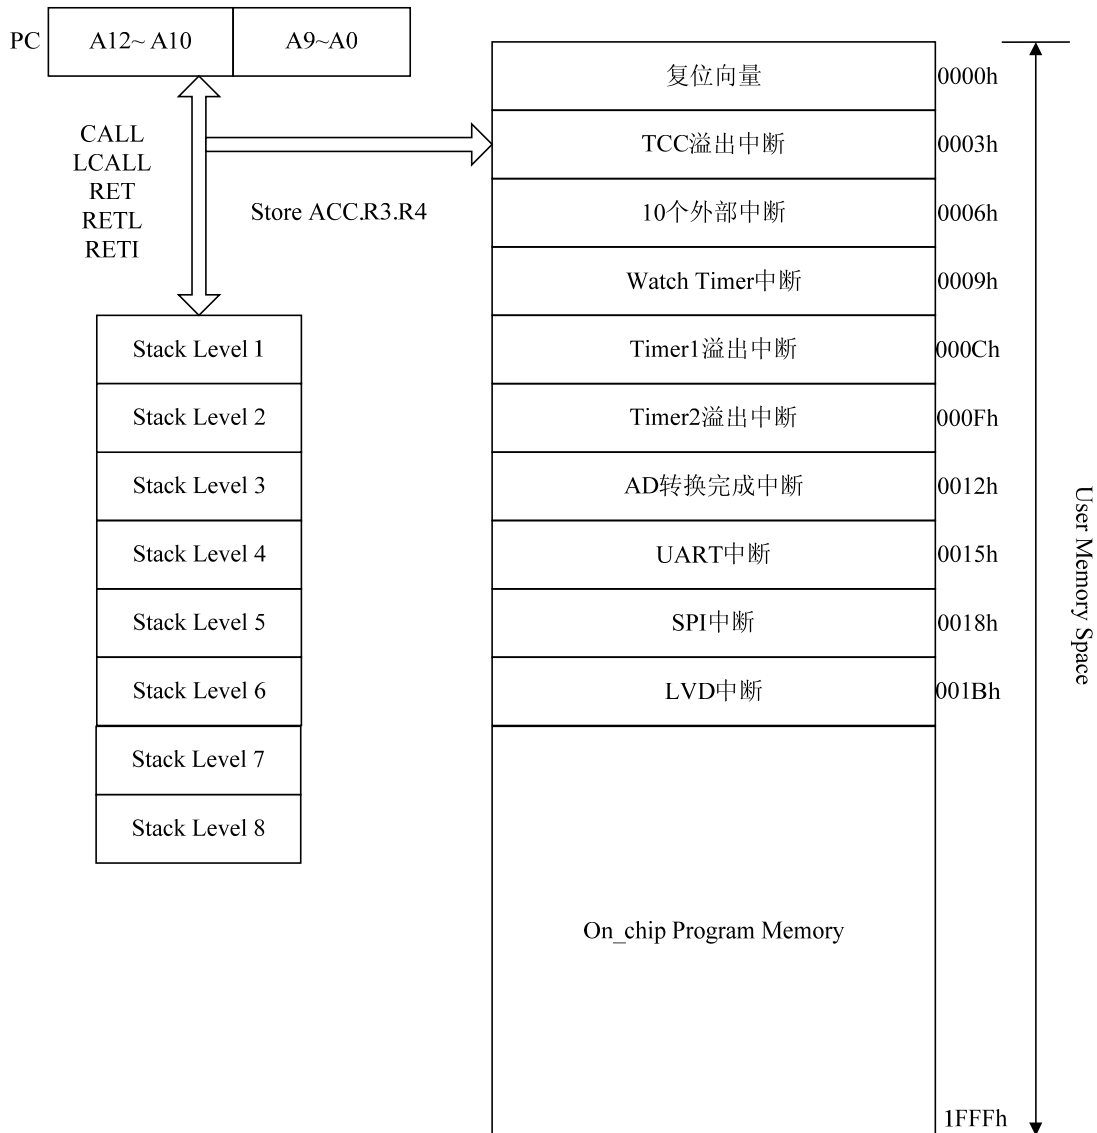 PC
A12~ A10
A9~A0
CALL
LCALL
RET
RETL
RETI
Store ACC.R3.R4
Stack Level 1
Stack Level 2
Stack Level 3
Stack Level 4
Stack Level 5
Stack Level 6
Stack Level 7
Stack Level 8
复位向量 0000h
TCC溢出中断 0003h
10个外部中断 0006h
Watch Timer中断 0009h
Timer1溢出中断 000Ch
Timer2溢出中断 000Fh
AD转换完成中断 0012h
UART中断 0015h
SPI中断 0018h
LVD中断 001Bh
On_chip Program Memory
1FFFh
User Memory Space